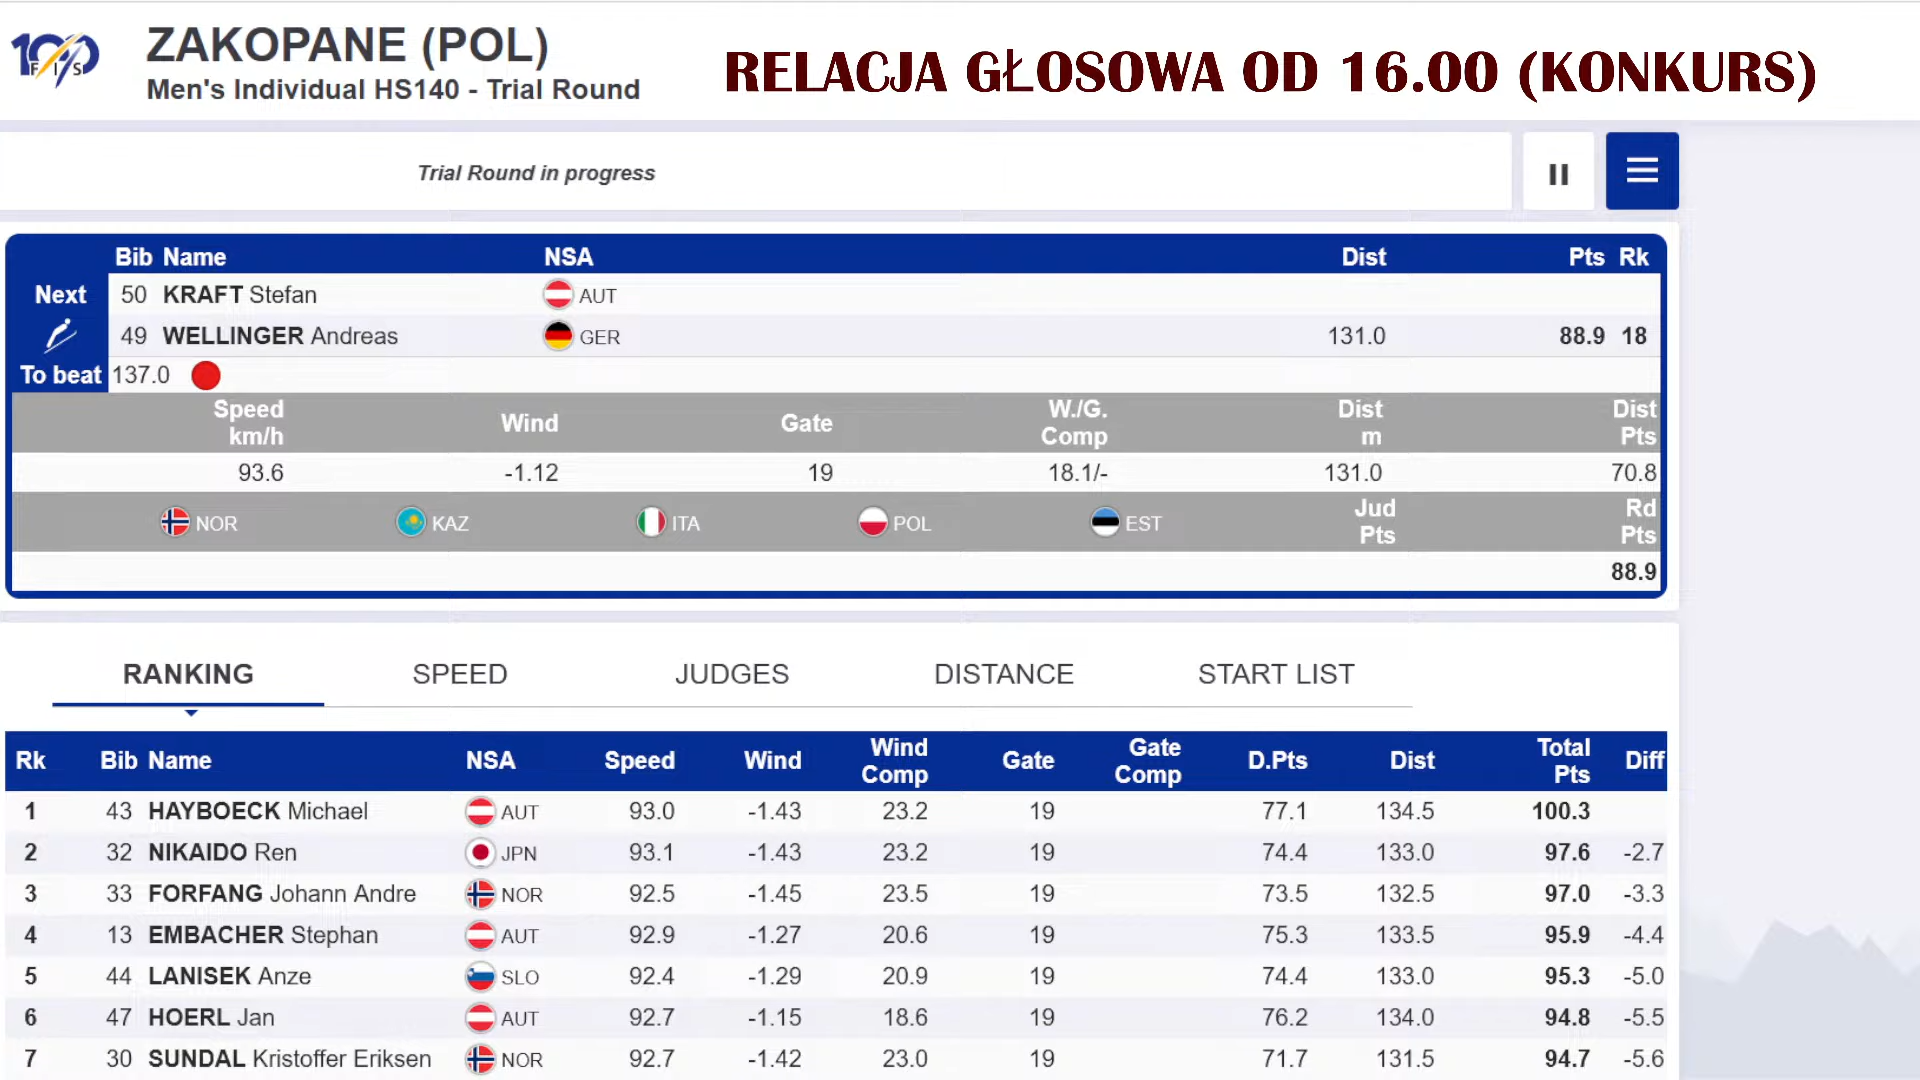 100 FIS
ZAKOPANE (POL)
Men's Individual HS140 - Trial Round
RELACJA GŁOSOWA OD 16.00 (KONKURS)
Trial Round in progress
Bib Name NSA Dist Pts Rk
Next 50 KRAFT Stefan AUT
49 WELLINGER Andreas GER 131.0 88.9 18
To beat 137.0
Speed km/h Wind Gate W./G. Comp Dist m Dist Pts
93.6 -1.12 19 18.1/- 131.0 70.8
NOR KAZ ITA POL EST Jud Pts Rd Pts
88.9
RANKING SPEED JUDGES DISTANCE START LIST
Rk Bib Name NSA Speed Wind Wind Comp Gate Gate Comp D.Pts Dist Total Pts Diff
1 43 HAYBOECK Michael AUT 93.0 -1.43 23.2 19 77.1 134.5 100.3
2 32 NIKAIDO Ren JPN 93.1 -1.43 23.2 19 74.4 133.0 97.6 -2.7
3 33 FORFANG Johann Andre NOR 92.5 -1.45 23.5 19 73.5 132.5 97.0 -3.3
4 13 EMBACHER Stephan AUT 92.9 -1.27 20.6 19 75.3 133.5 95.9 -4.4
5 44 LANISEK Anze SLO 92.4 -1.29 20.9 19 74.4 133.0 95.3 -5.0
6 47 HOERL Jan AUT 92.7 -1.15 18.6 19 76.2 134.0 94.8 -5.5
7 30 SUNDAL Kristoffer Eriksen NOR 92.7 -1.42 23.0 19 71.7 131.5 94.7 -5.6